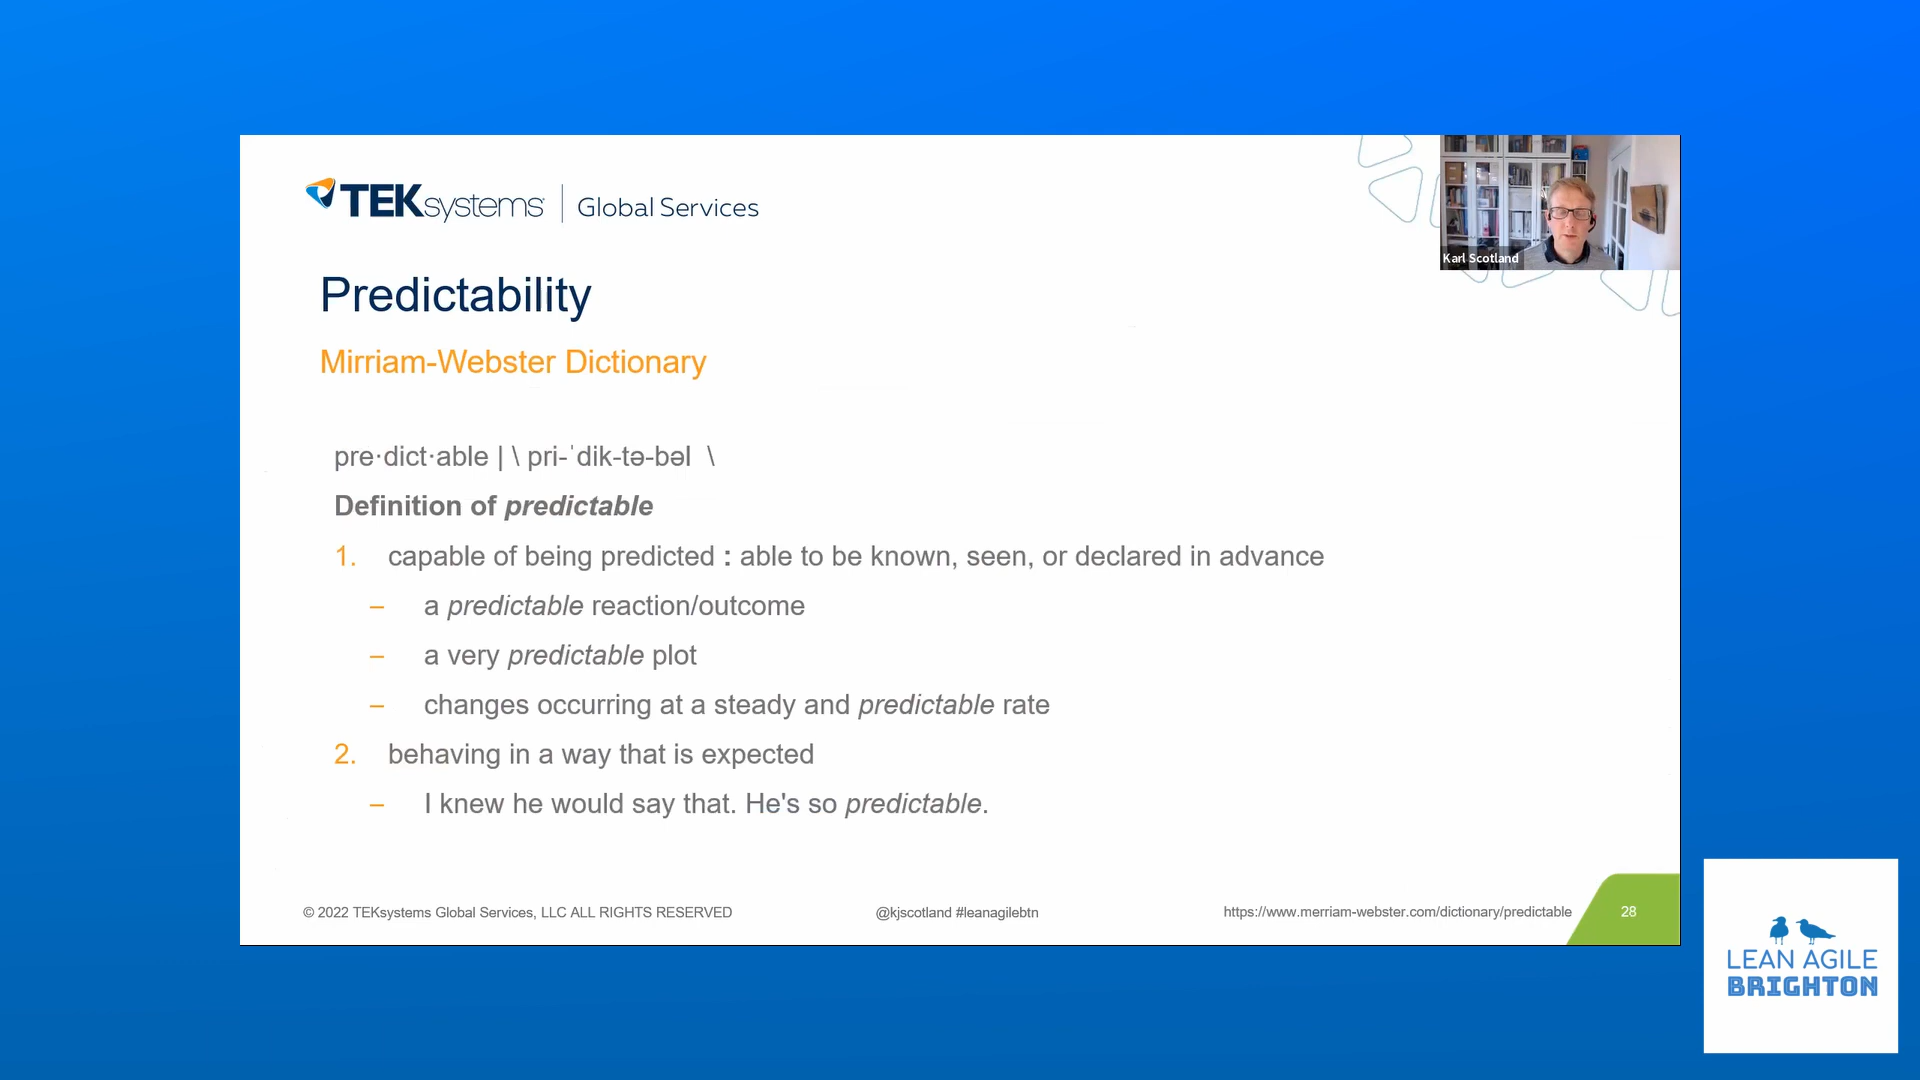 TEKsystems | Global Services
Karl Scotland
Predictability
Mirriam-Webster Dictionary
pre·dict·able | \ pri-ˈdik-tə-bəl \
Definition of predictable
1. capable of being predicted : able to be known, seen, or declared in advance
– a predictable reaction/outcome
– a very predictable plot
– changes occurring at a steady and predictable rate
2. behaving in a way that is expected
– I knew he would say that. He's so predictable.
© 2022 TEKsystems Global Services, LLC ALL RIGHTS RESERVED
@kjscotland #leanagilebtn
https://www.merriam-webster.com/dictionary/predictable
28
LEAN AGILE
BRIGHTON